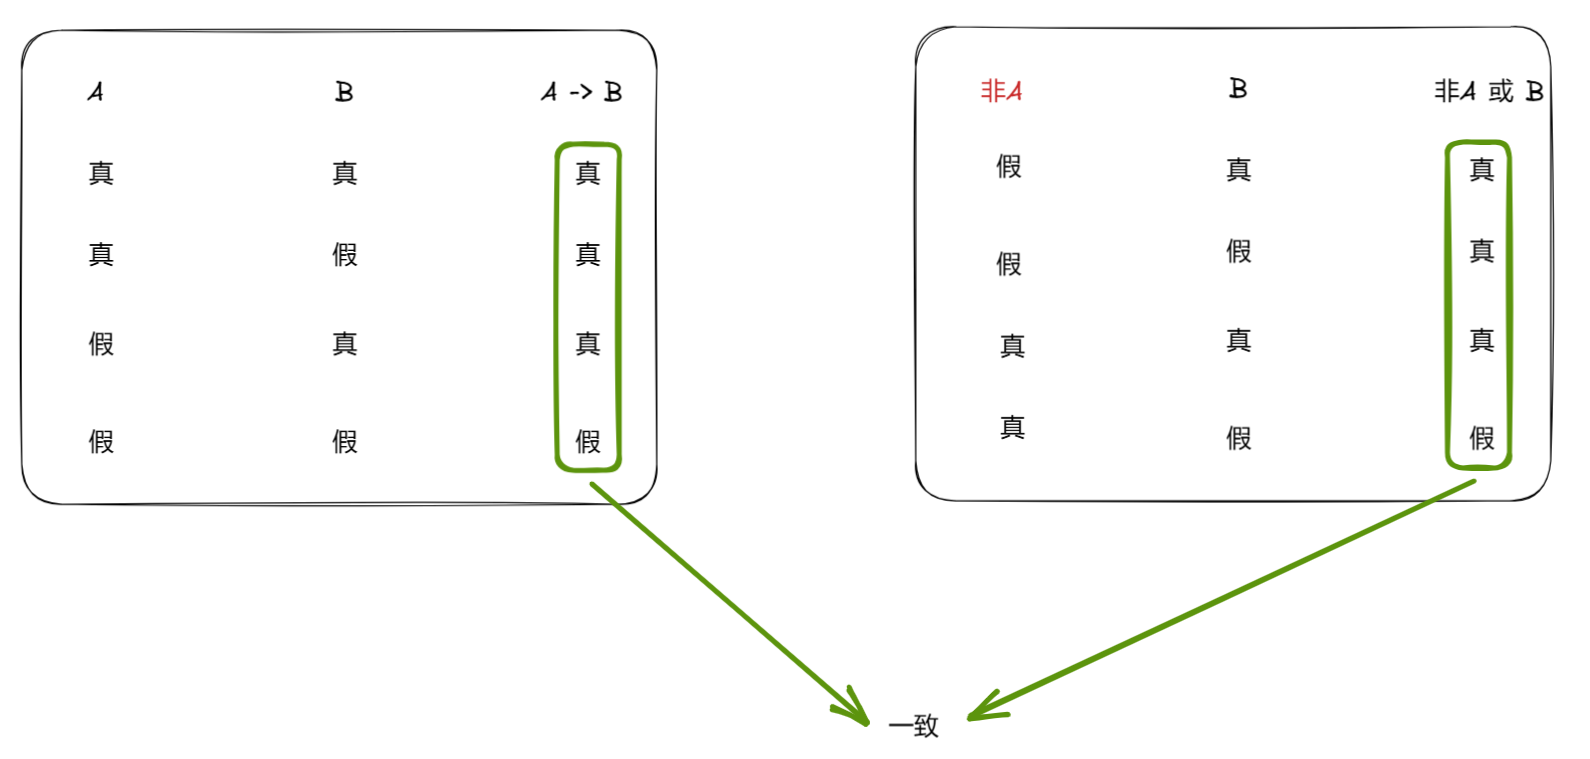 A B A -> B
真 真 真
真 假 真
假 真 真
假 假 假
非A B 非A 或 B
假 真 真
假 假 真
真 真 真
真 假 假
一致